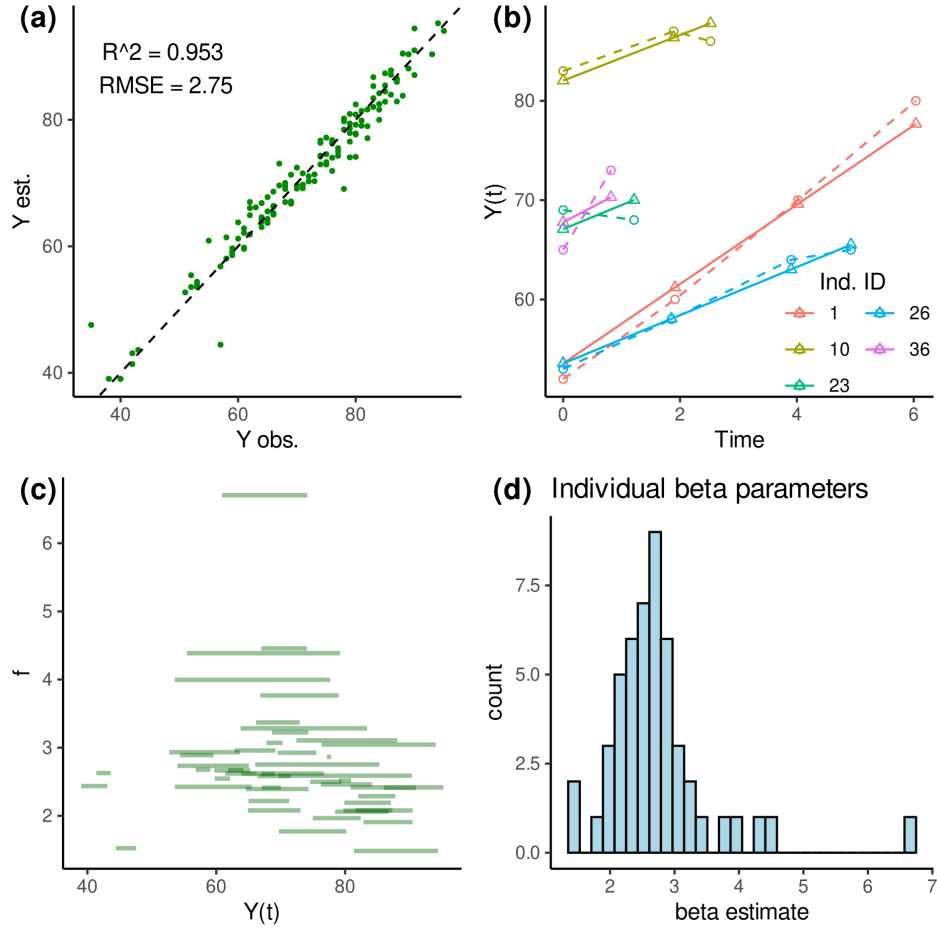 (a)
R^2 = 0.953
RMSE = 2.75
Y est.
80
60
40
40 60 80
Y obs.
(b)
Y(t)
80
70
60
Ind. ID
1 26
10 36
23
0 2 4 6
Time
(c)
f
6
5
4
3
2
40 60 80
Y(t)
(d) Individual beta parameters
count
7.5
5.0
2.5
0.0
2 3 4 5 6 7
beta estimate